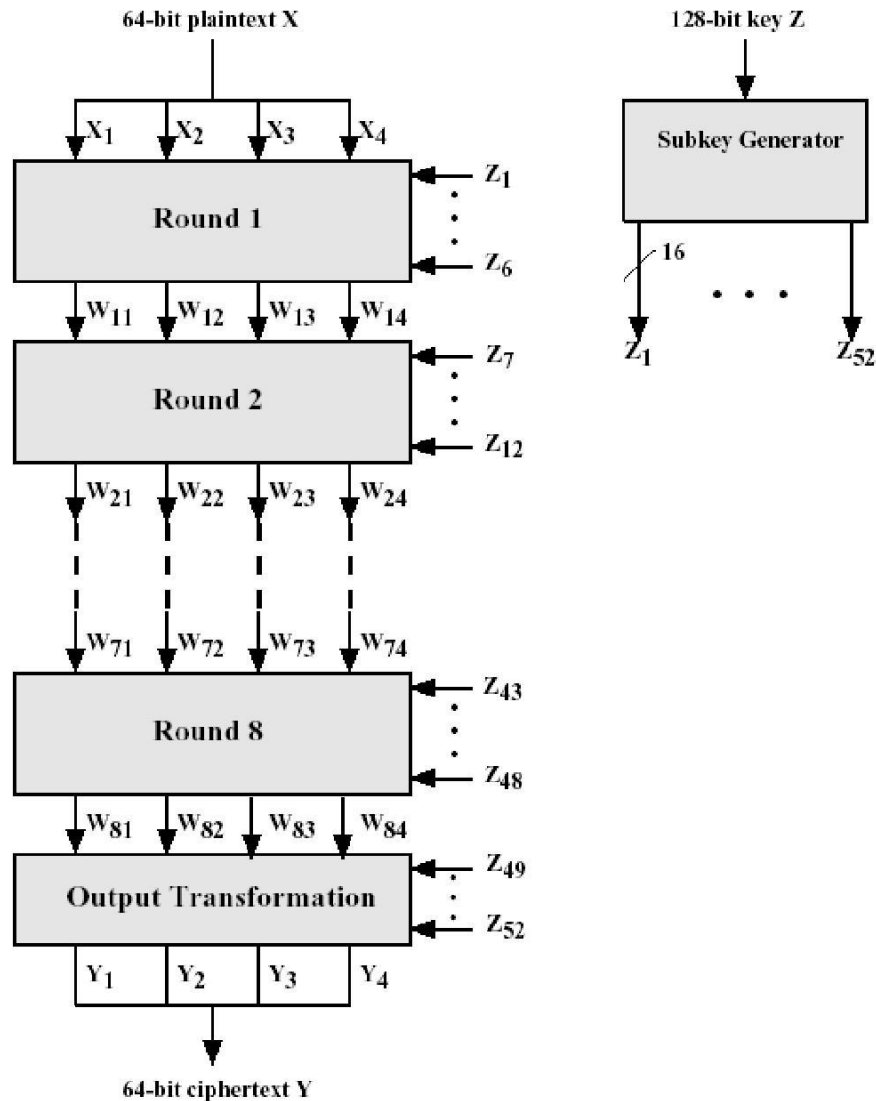 64-bit plaintext X
128-bit key Z
X1 X2 X3 X4
Subkey Generator
Z1
Round 1
Z6
16
W11 W12 W13 W14
Z1 Z52
Z7
Round 2
Z12
W21 W22 W23 W24
W71 W72 W73 W74
Z43
Round 8
Z48
W81 W82 W83 W84
Z49
Output Transformation
Z52
Y1 Y2 Y3 Y4
64-bit ciphertext Y